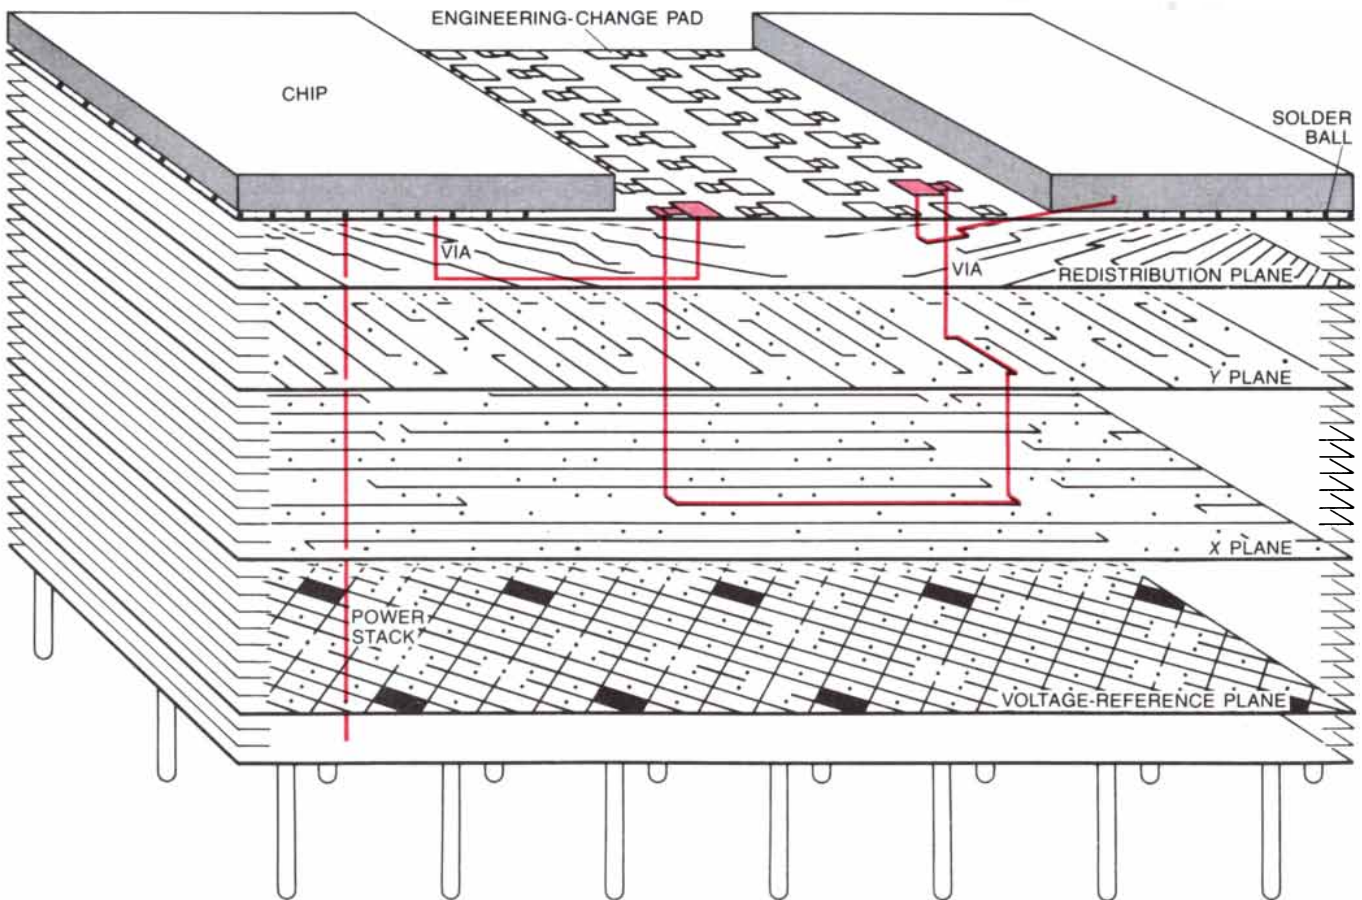 ENGINEERING-CHANGE PAD
CHIP
SOLDER
BALL
VIA
VIA
REDISTRIBUTION PLANE
Y PLANE
X PLANE
POWER
STACK
VOLTAGE-REFERENCE PLANE